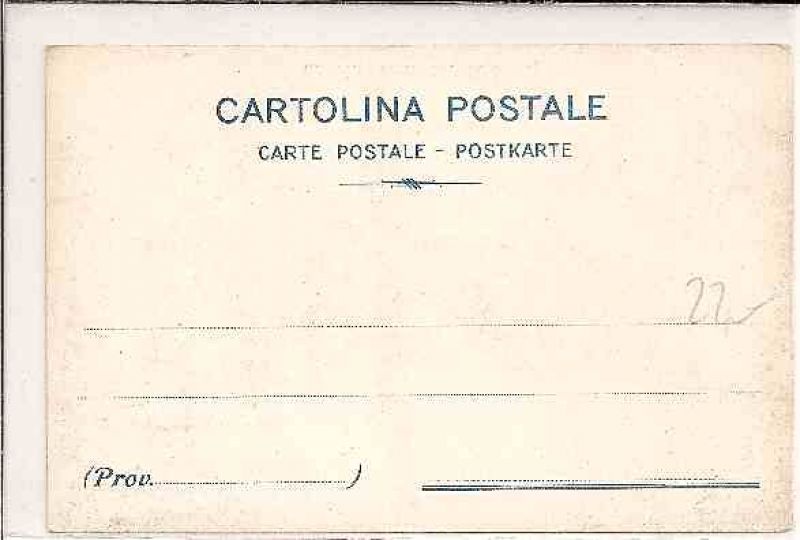 CARTOLINA POSTALE
CARTE POSTALE - POSTKARTE
22
(Prov. )